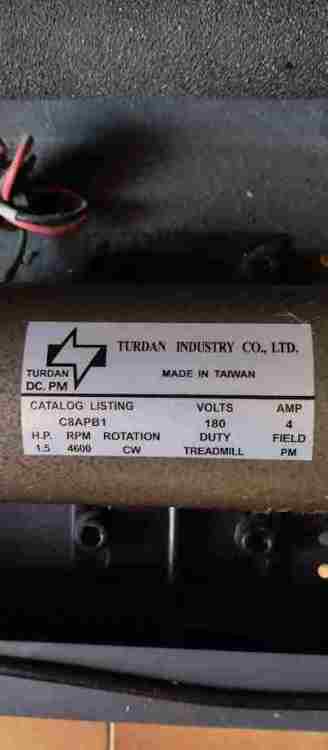 TURDAN INDUSTRY CO., LTD.
TURDAN
DC. PM
MADE IN TAIWAN
CATALOG LISTING VOLTS AMP
C8APB1 180 4
H.P. RPM ROTATION DUTY FIELD
1.5 4600 CW TREADMILL PM